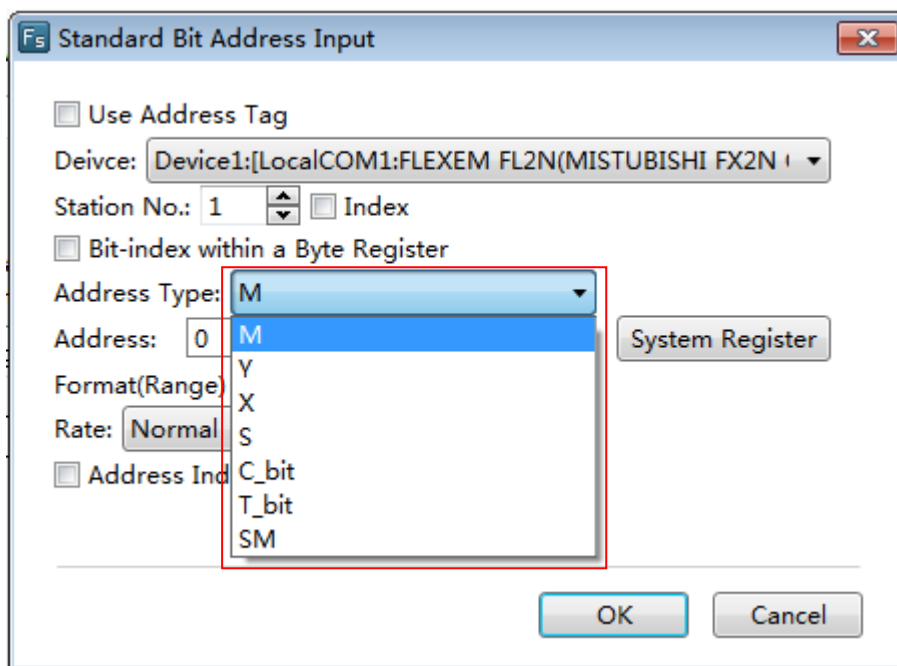 Fs Standard Bit Address Input
Use Address Tag
Deivce: Device1:[LocalCOM1:FLEXEM FL2N(MISTUBISHI FX2N
Station No.: 1 Index
Bit-index within a Byte Register
Address Type: M
Address: 0 M System Register
Y
Format(Range) X
Rate: Normal S
Address Ind C_bit
T_bit
SM
OK Cancel